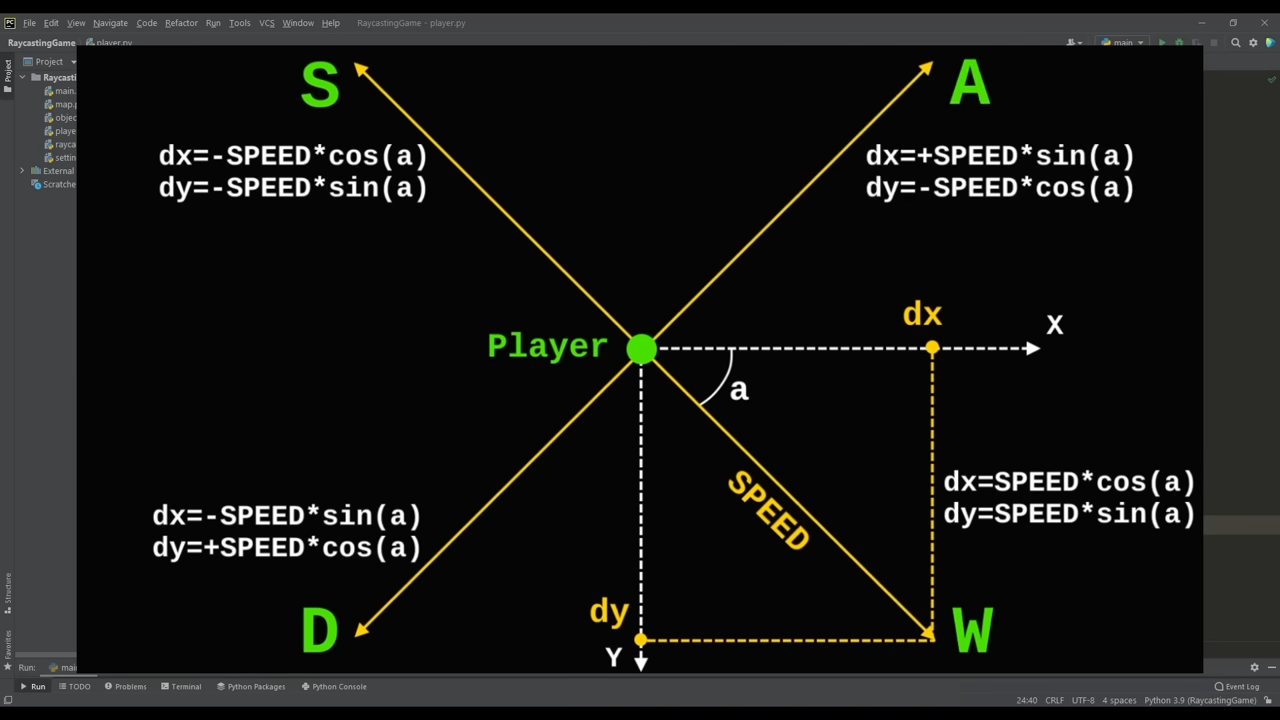 PC File Edit View Navigate Code Refactor Run Tools VCS Window Help RaycastingGame - player.py
RaycastingGame player.py main
Project
Project
Raycasti
main.
map.p
objec
playe
rayca
settin
External
Scratche
S
A
dx=-SPEED*cos(a)
dy=-SPEED*sin(a)
dx=+SPEED*sin(a)
dy=-SPEED*cos(a)
Player
dx
X
a
SPEED
dx=SPEED*cos(a)
dy=SPEED*sin(a)
dx=-SPEED*sin(a)
dy=+SPEED*cos(a)
D
dy
Y
W
Structure
Favorites
Run: mai
Run TODO Problems Terminal Python Packages Python Console Event Log
24:40 CRLF UTF-8 4 spaces Python 3.9 (RaycastingGame)